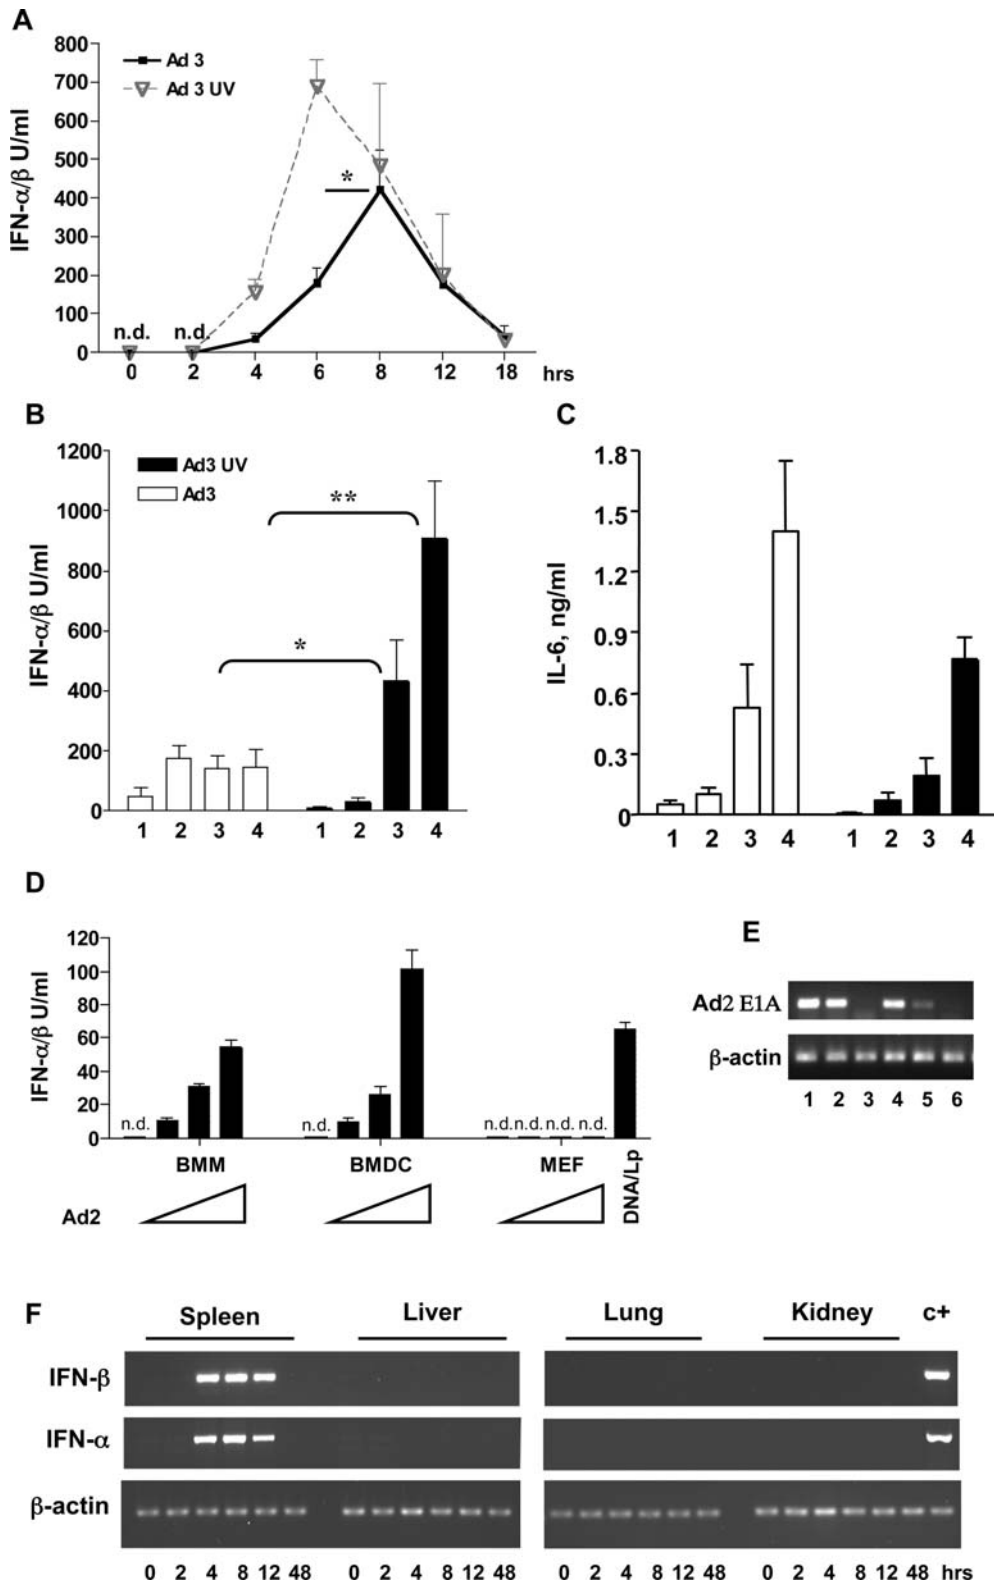 A
800
700
600
500
400
300
200
100
0
IFN-α/β U/ml
Ad 3
Ad 3 UV
*
n.d. n.d.
0 2 4 6 8 12 18 hrs
B
1200
1000
800
600
400
200
0
IFN-α/β U/ml
Ad3 UV
Ad3
**
*
1 2 3 4 1 2 3 4
C
1.8
1.5
1.2
0.9
0.6
0.3
0
IL-6, ng/ml
1 2 3 4 1 2 3 4
D
120
100
80
60
40
20
0
IFN-α/β U/ml
n.d. n.d. n.d. n.d. n.d. n.d.
BMM BMDC MEF DNA/Lp
Ad2
E
Ad2 E1A
β-actin
1 2 3 4 5 6
F
Spleen Liver Lung Kidney c+
IFN-β
IFN-α
β-actin
0 2 4 8 12 48 0 2 4 8 12 48 0 2 4 8 12 48 0 2 4 8 12 48 hrs